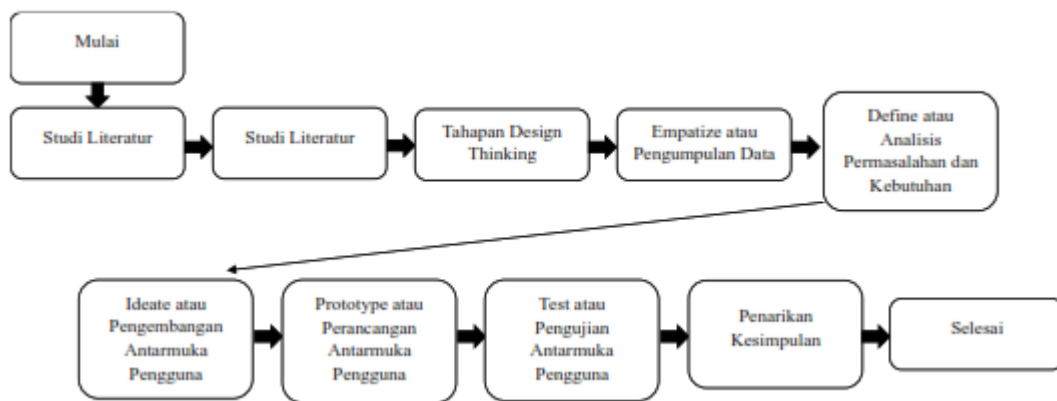 Mulai
Studi Literatur
Studi Literatur
Tahapan Design
Thinking
Empatize atau
Pengumpulan Data
Define atau
Analisis
Permasalahan dan
Kebutuhan
Ideate atau
Pengembangan
Antarmuka
Pengguna
Prototype atau
Perancangan
Antarmuka
Pengguna
Test atau
Pengujian
Antarmuka
Pengguna
Penarikan
Kesimpulan
Selesai